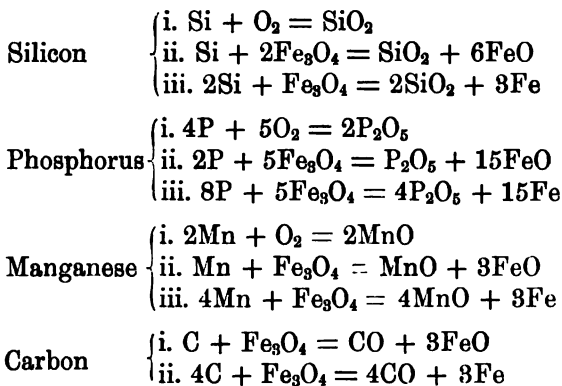 i. Si + O₂ = SiO₂
Silicon ii. Si + 2Fe₃O₄ = SiO₂ + 6FeO
iii. 2Si + Fe₃O₄ = 2SiO₂ + 3Fe
i. 4P + 5O₂ = 2P₂O₅
Phosphorus ii. 2P + 5Fe₃O₄ = P₂O₅ + 15FeO
iii. 8P + 5Fe₃O₄ = 4P₂O₅ + 15Fe
i. 2Mn + O₂ = 2MnO
Manganese ii. Mn + Fe₃O₄ = MnO + 3FeO
iii. 4Mn + Fe₃O₄ = 4MnO + 3Fe
i. C + Fe₃O₄ = CO + 3FeO
Carbon
ii. 4C + Fe₃O₄ = 4CO + 3Fe